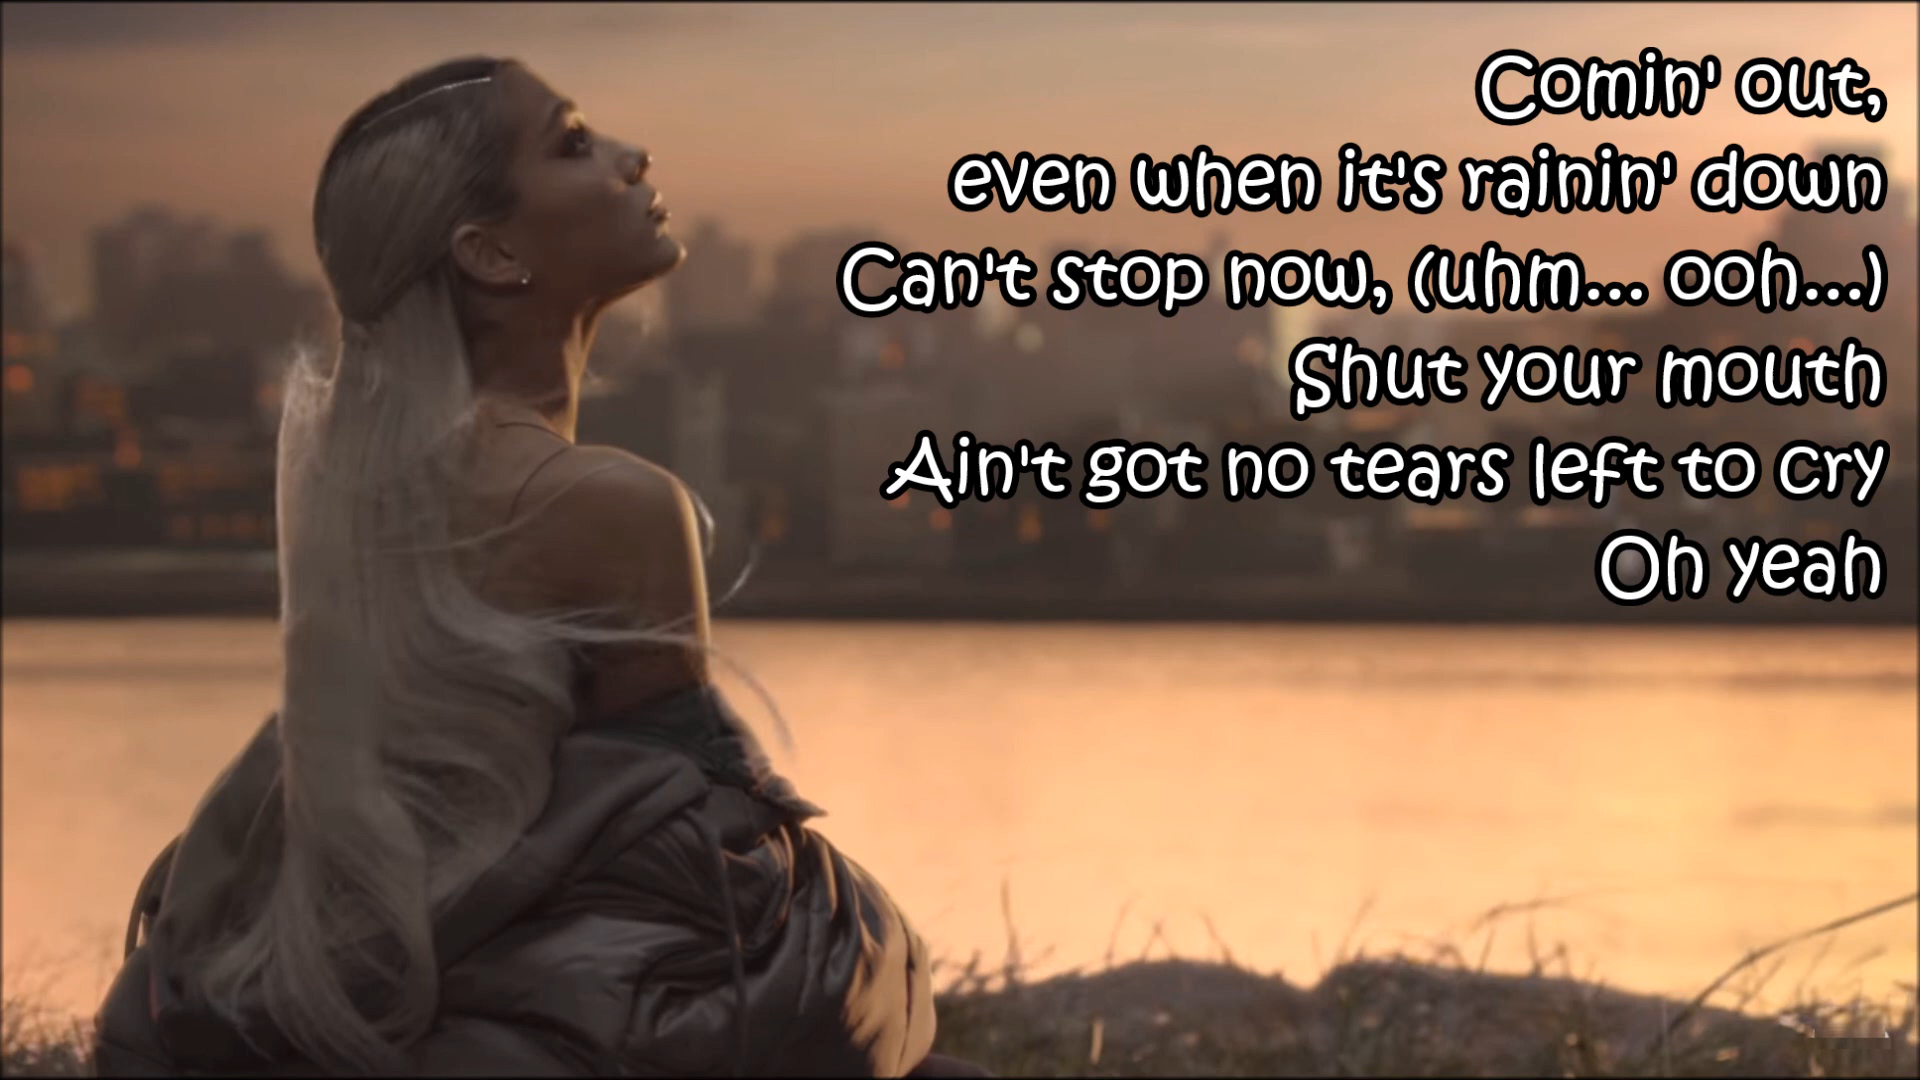 Comin' out,
even when it's rainin' down
Can't stop now, (uhm... ooh...)
Shut your mouth
Ain't got no tears left to cry
Oh yeah